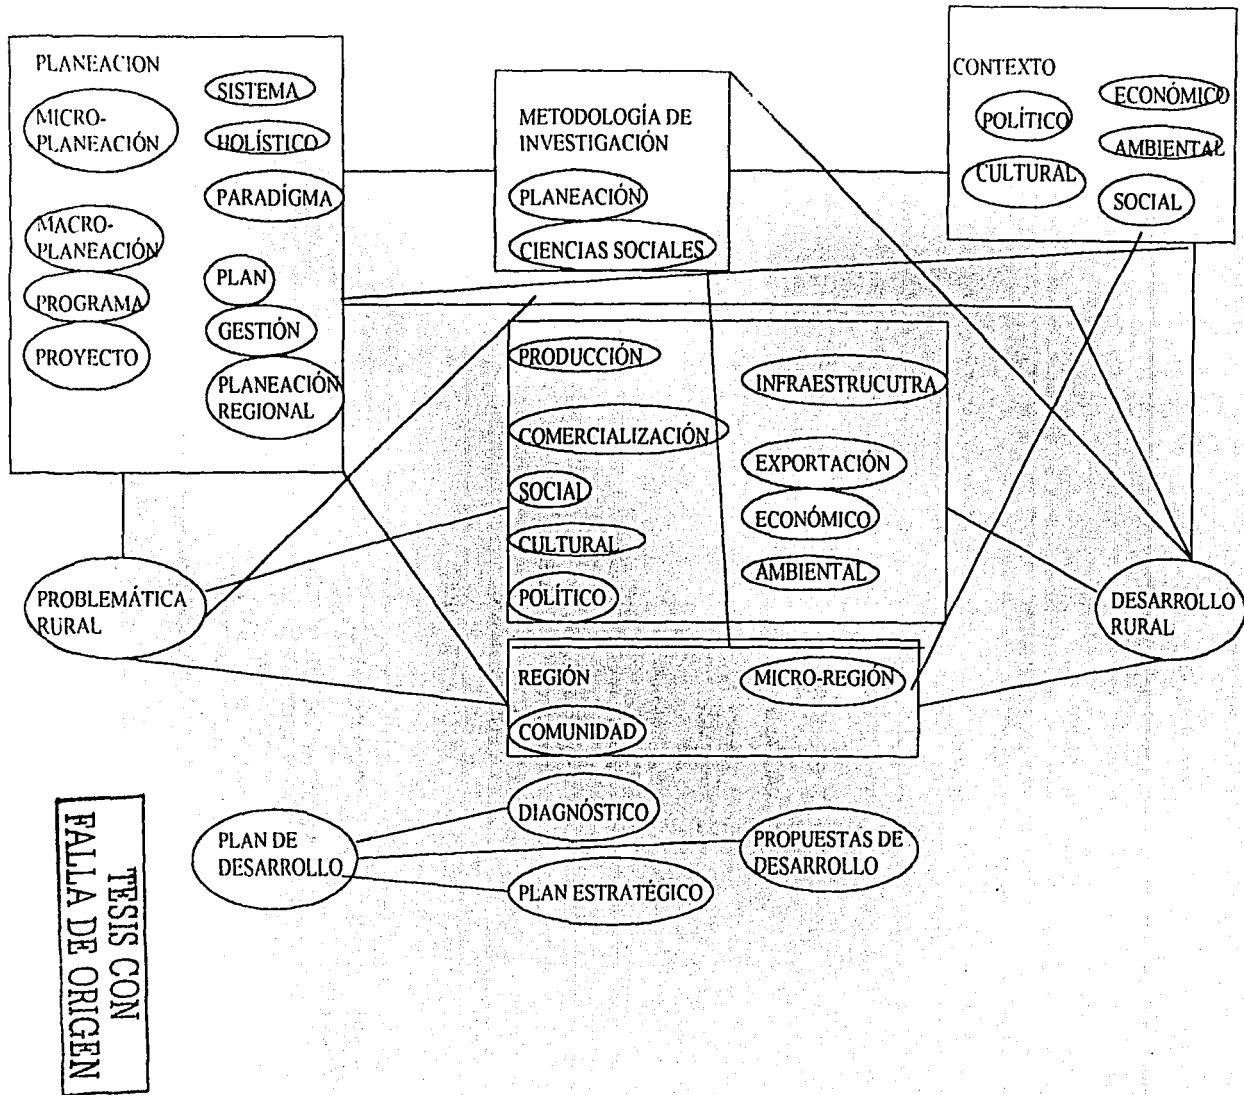 PLANEACION
MICRO-
PLANEACIÓN
MACRO-
PLANEACIÓN
PROGRAMA
PROYECTO
SISTEMA
HOLÍSTICO
PARADÍGMA
PLAN
GESTIÓN
PLANEACIÓN
REGIONAL
METODOLOGÍA DE
INVESTIGACIÓN
PLANEACIÓN
CIENCIAS SOCIALES
CONTEXTO
POLÍTICO
CULTURAL
ECONÓMICO
AMBIENTAL
SOCIAL
PRODUCCIÓN
COMERCIALIZACIÓN
SOCIAL
CULTURAL
POLÍTICO
INFRAESTRUCUTRA
EXPORTACIÓN
ECONÓMICO
AMBIENTAL
PROBLEMÁTICA
RURAL
DESARROLLO
RURAL
REGIÓN
COMUNIDAD
MICRO-REGIÓN
PLAN DE
DESARROLLO
DIAGNÓSTICO
PLAN ESTRATÉGICO
PROPUESTAS DE
DESARROLLO
TESIS CON
FALLA DE ORIGEN